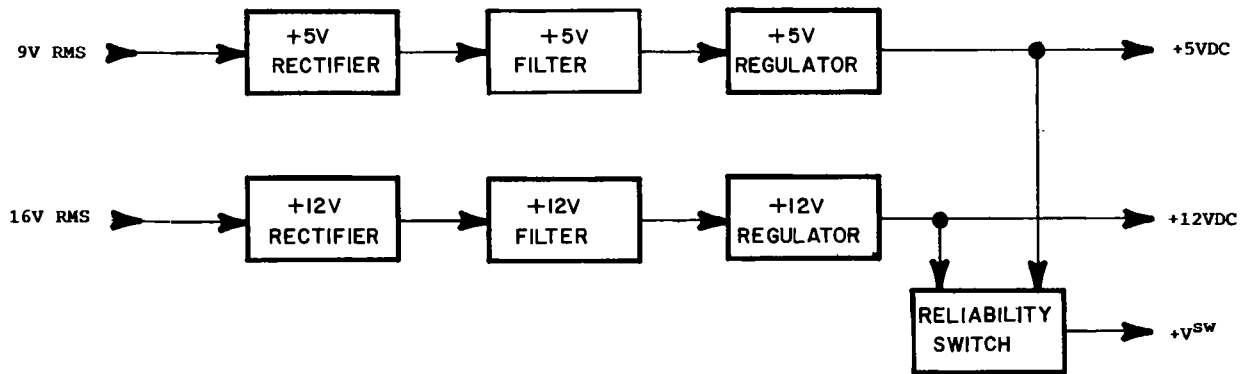 9V RMS
+5V
RECTIFIER
+5V
FILTER
+5V
REGULATOR
+5VDC
16V RMS
+12V
RECTIFIER
+12V
FILTER
+12V
REGULATOR
+12VDC
RELIABILITY
SWITCH
+Vsw